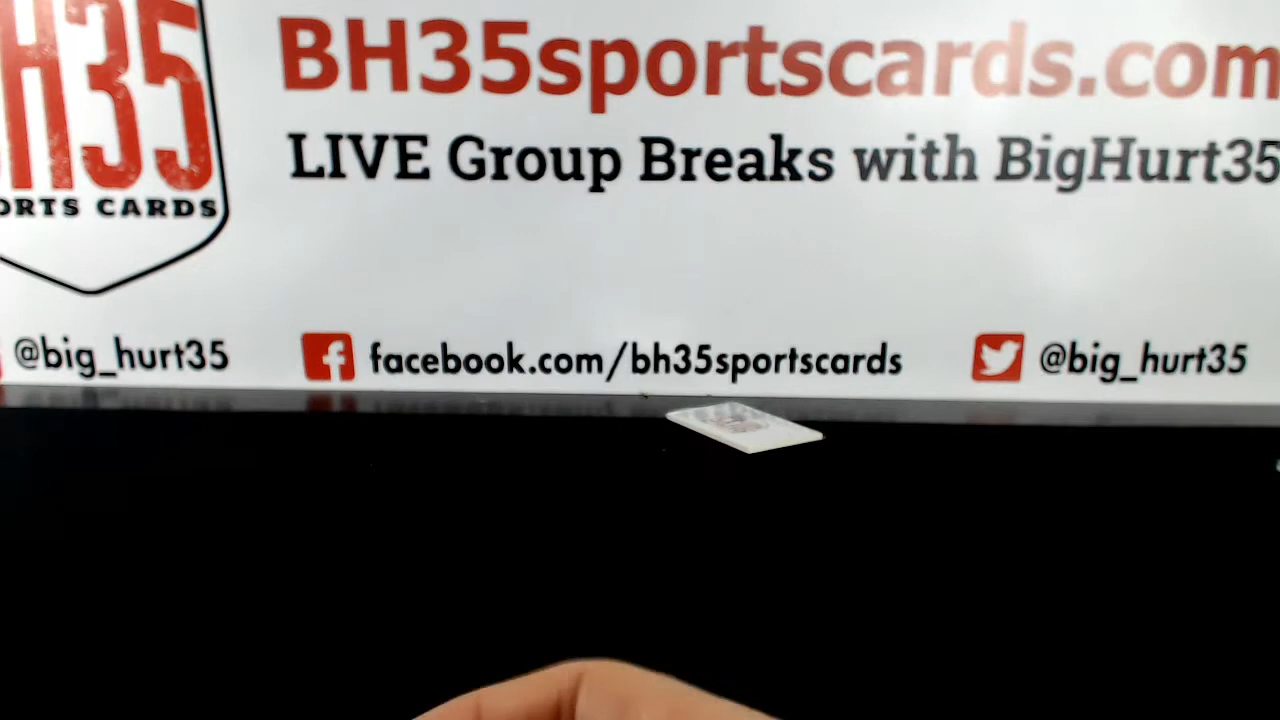 BH35sportscards.com
LIVE Group Breaks with BigHurt35
H35
ORTS CARDS
@big_hurt35
facebook.com/bh35sportscards
@big_hurt35